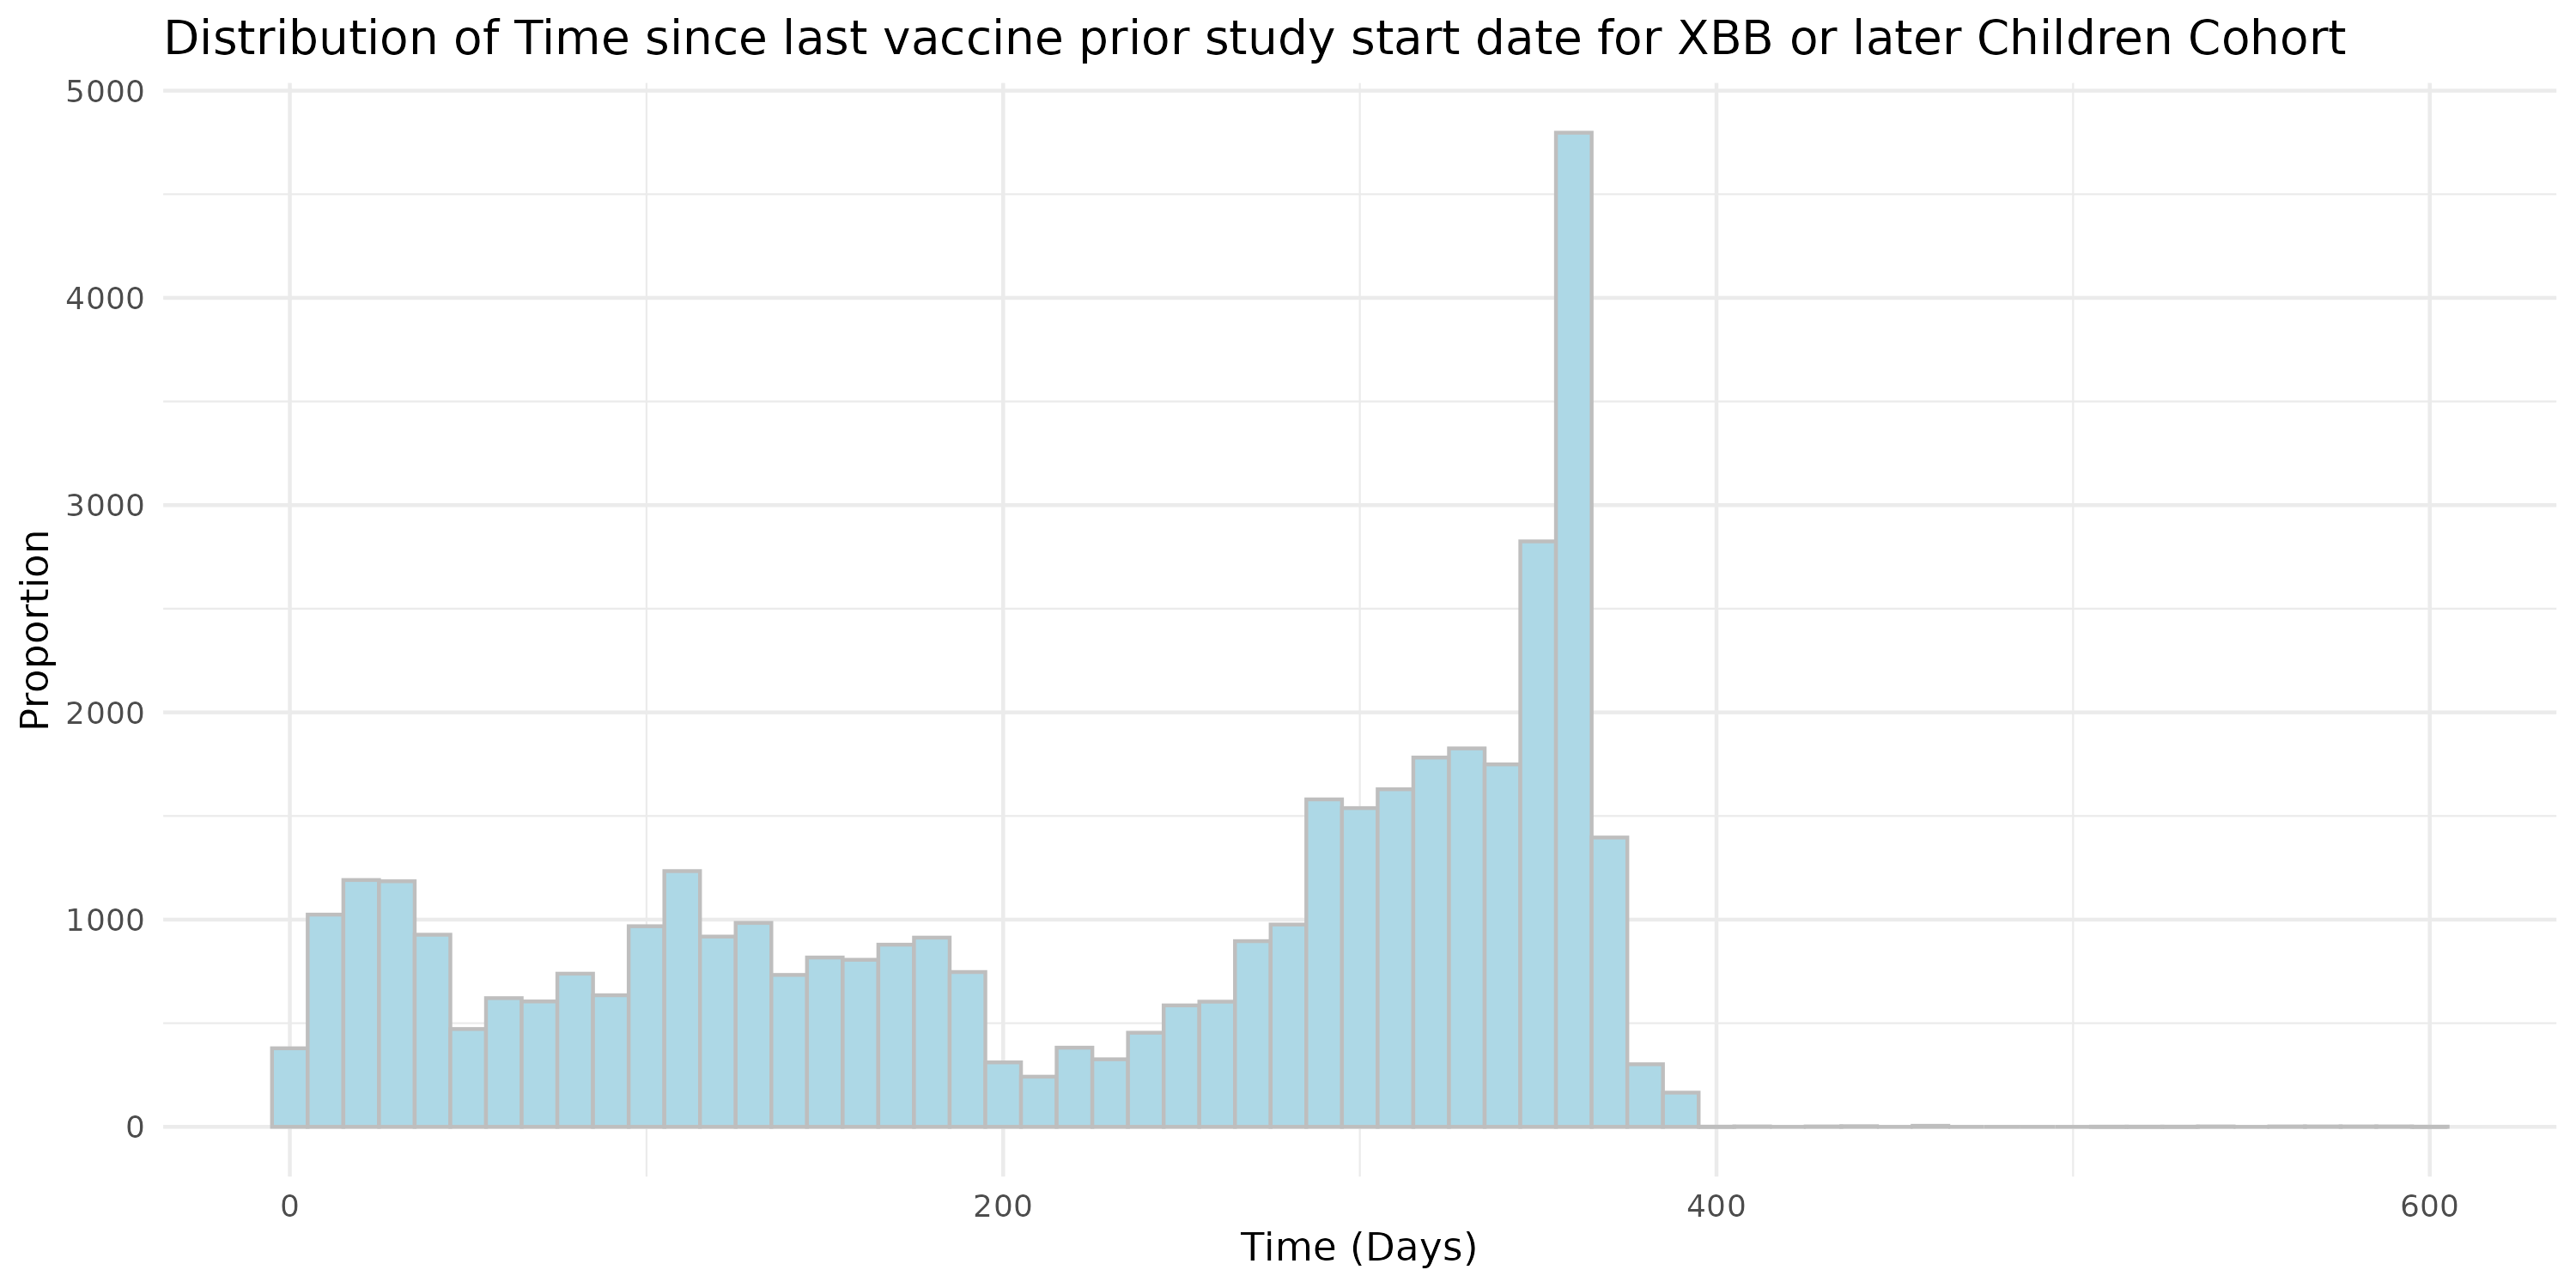 Distribution of Time since last vaccine prior study start date for XBB or later Children Cohort
5000
4000
3000
2000
1000
0
Proportion
0 200 400 600
Time (Days)